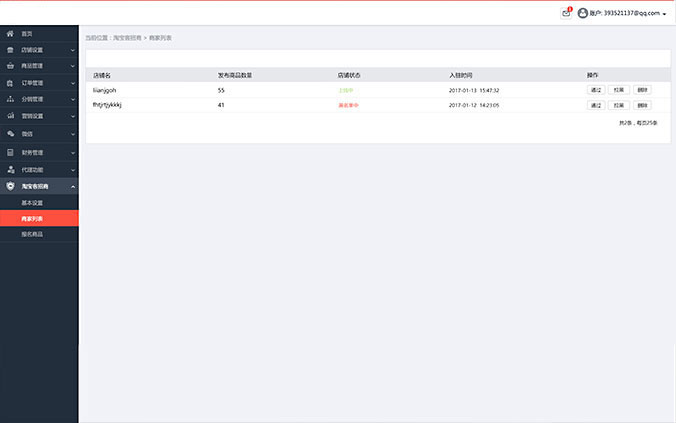 1
账户: 393521137@qq.com
首页
店铺设置
商品管理
订单管理
分销管理
营销设置
微信
财务管理
代理功能
淘宝客招商
基本设置
商家列表
报名商品
当前位置：淘宝客招商 > 商家列表
店铺名 发布商品数量 店铺状态 入驻时间 操作
liianjgoh 55 上线中 2017-01-13 15:47:32 通过 拉黑 删除
fhtjrtjykkkj 41 2017-01-12 14:23:05 通过 拉黑 删除
共2条，每页25条